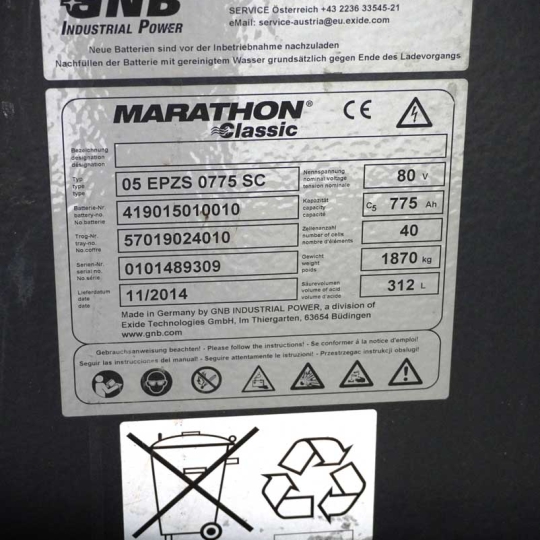 GNB
INDUSTRIAL POWER
SERVICE Österreich +43 2236 33545-21
eMail: service-austria@eu.exide.com
Neue Batterien sind vor der Inbetriebnahme nachzuladen
Nachfüllen der Batterie mit gereinigtem Wasser grundsätzlich gegen Ende des Ladevorgangs
MARATHON® CE
Classic
Bezeichnung
designation
désignation
Typ
type
type
05 EPZS 0775 SC
Nennspannung
nominal voltage
tension nominale
80 V
Batterie-Nr.
battery-no.
No batterie
419015010010
Kapazität
capacity
capacité
C5 775 Ah
Trog-Nr.
tray-no.
No coffre
57019024010
Zellenzahl
number of cells
nombre d'éléments
40
Serien-Nr.
serial no.
No série.
0101489309
Gewicht
weight
poids
1870 kg
Lieferdatum
date
date
11/2014
Säurevolumen
volume of acid
volume d'acide
312 L
Made in Germany by GNB INDUSTRIAL POWER, a division of
Exide Technologies GmbH, Im Thiergarten, 63654 Büdingen
www.gnb.com
Gebrauchsanweisung beachten! - Please follow the instructions! - Se conformer á la notice d'amploi!
Seguir las instrucciones del manual! - Seguire attentamente le istruzioni! - Przestrzegac instrukcji obslugi!